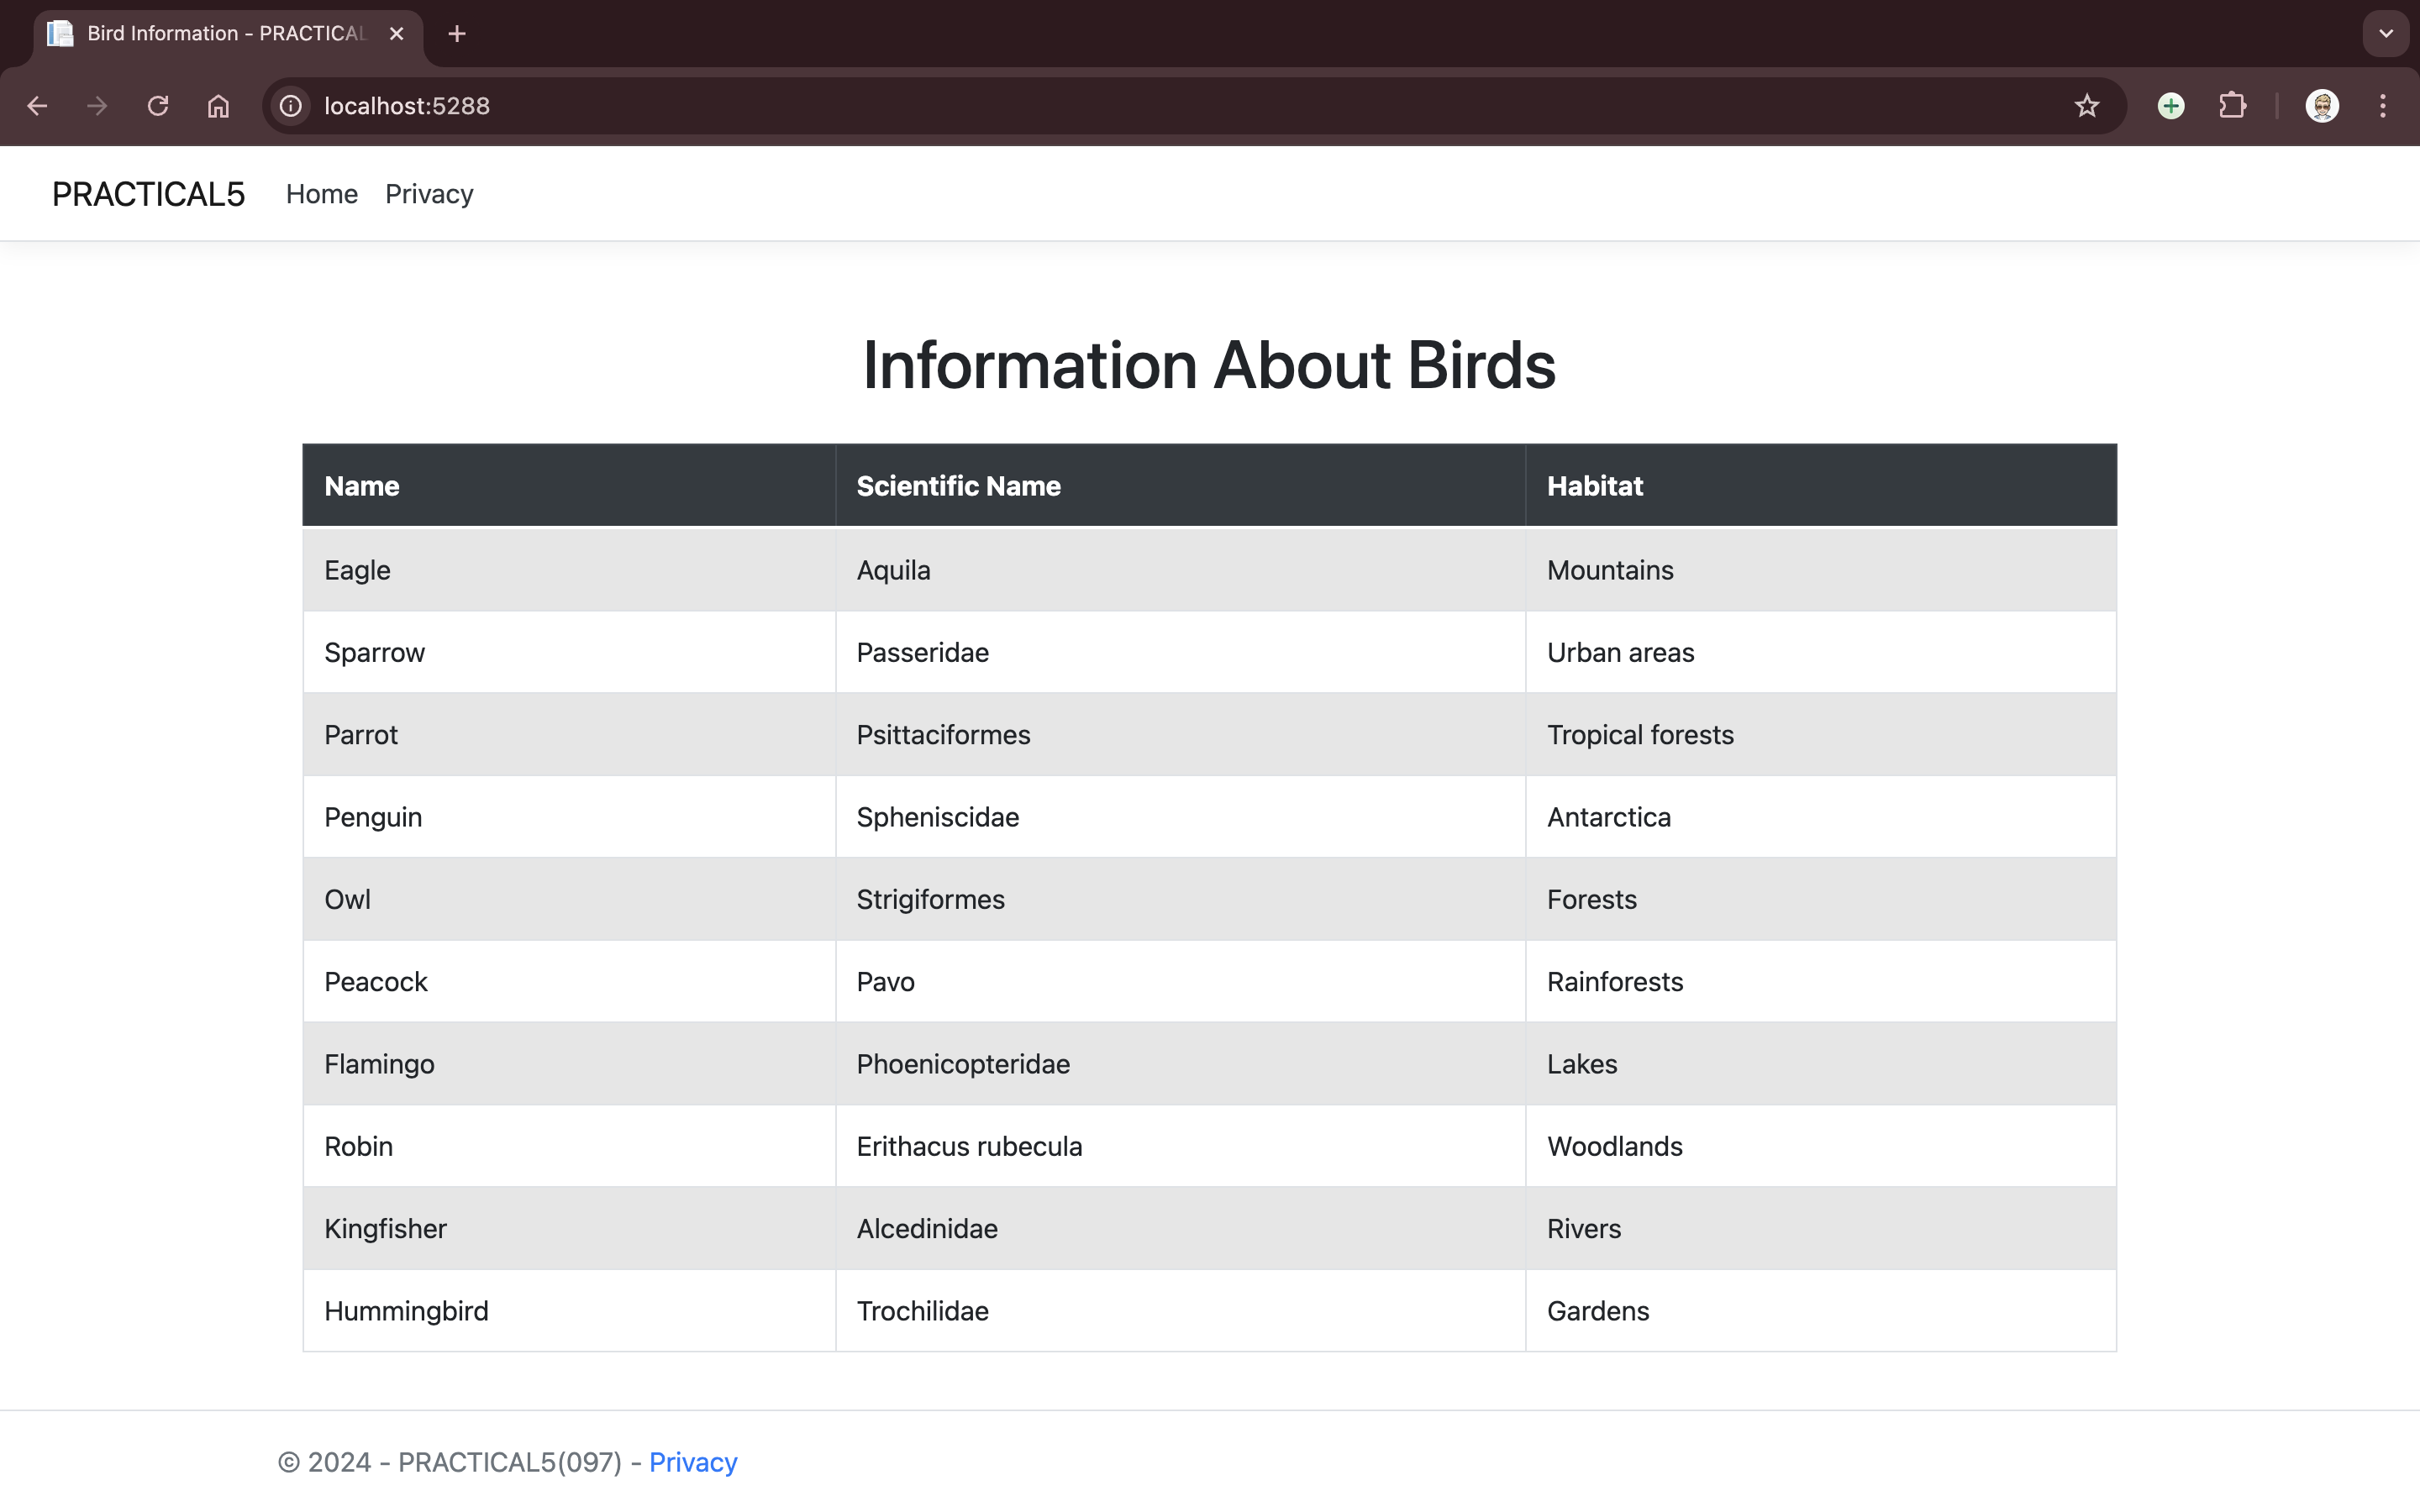 Bird Information - PRACTICAL
localhost:5288
PRACTICAL5 Home Privacy
Information About Birds
Name Scientific Name Habitat
Eagle Aquila Mountains
Sparrow Passeridae Urban areas
Parrot Psittaciformes Tropical forests
Penguin Spheniscidae Antarctica
Owl Strigiformes Forests
Peacock Pavo Rainforests
Flamingo Phoenicopteridae Lakes
Robin Erithacus rubecula Woodlands
Kingfisher Alcedinidae Rivers
Hummingbird Trochilidae Gardens
© 2024 - PRACTICAL5(097) - Privacy